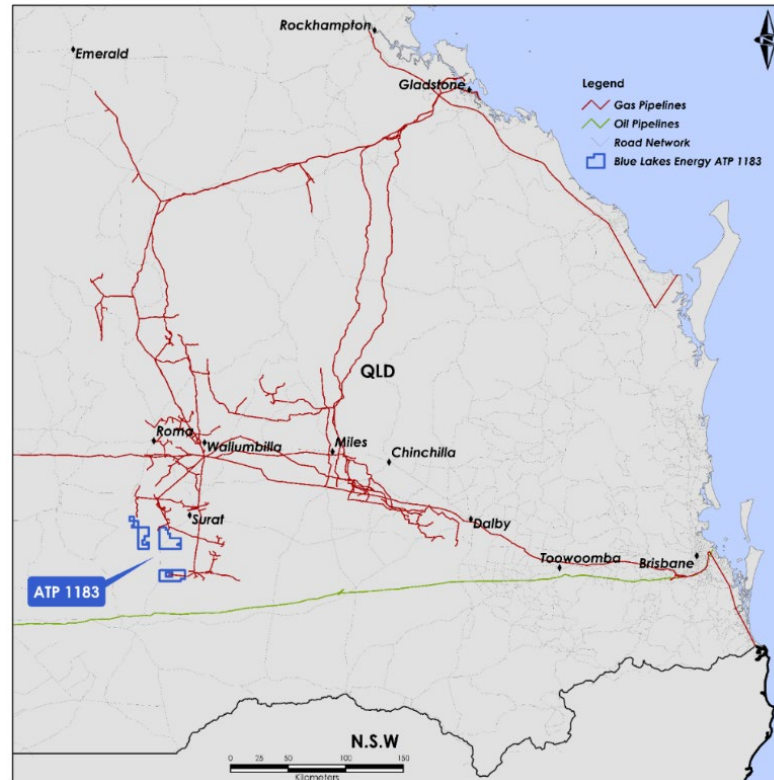 Rockhampton
Emerald
Gladstone
Legend
Gas Pipelines
Oil Pipelines
Road Network
Blue Lakes Energy ATP 1183
QLD
Roma
Wallumbilla
Miles
Chinchilla
Surat
Dalby
Toowoomba
Brisbane
ATP 1183
N.S.W
0 25 50 100 150
Kilometers